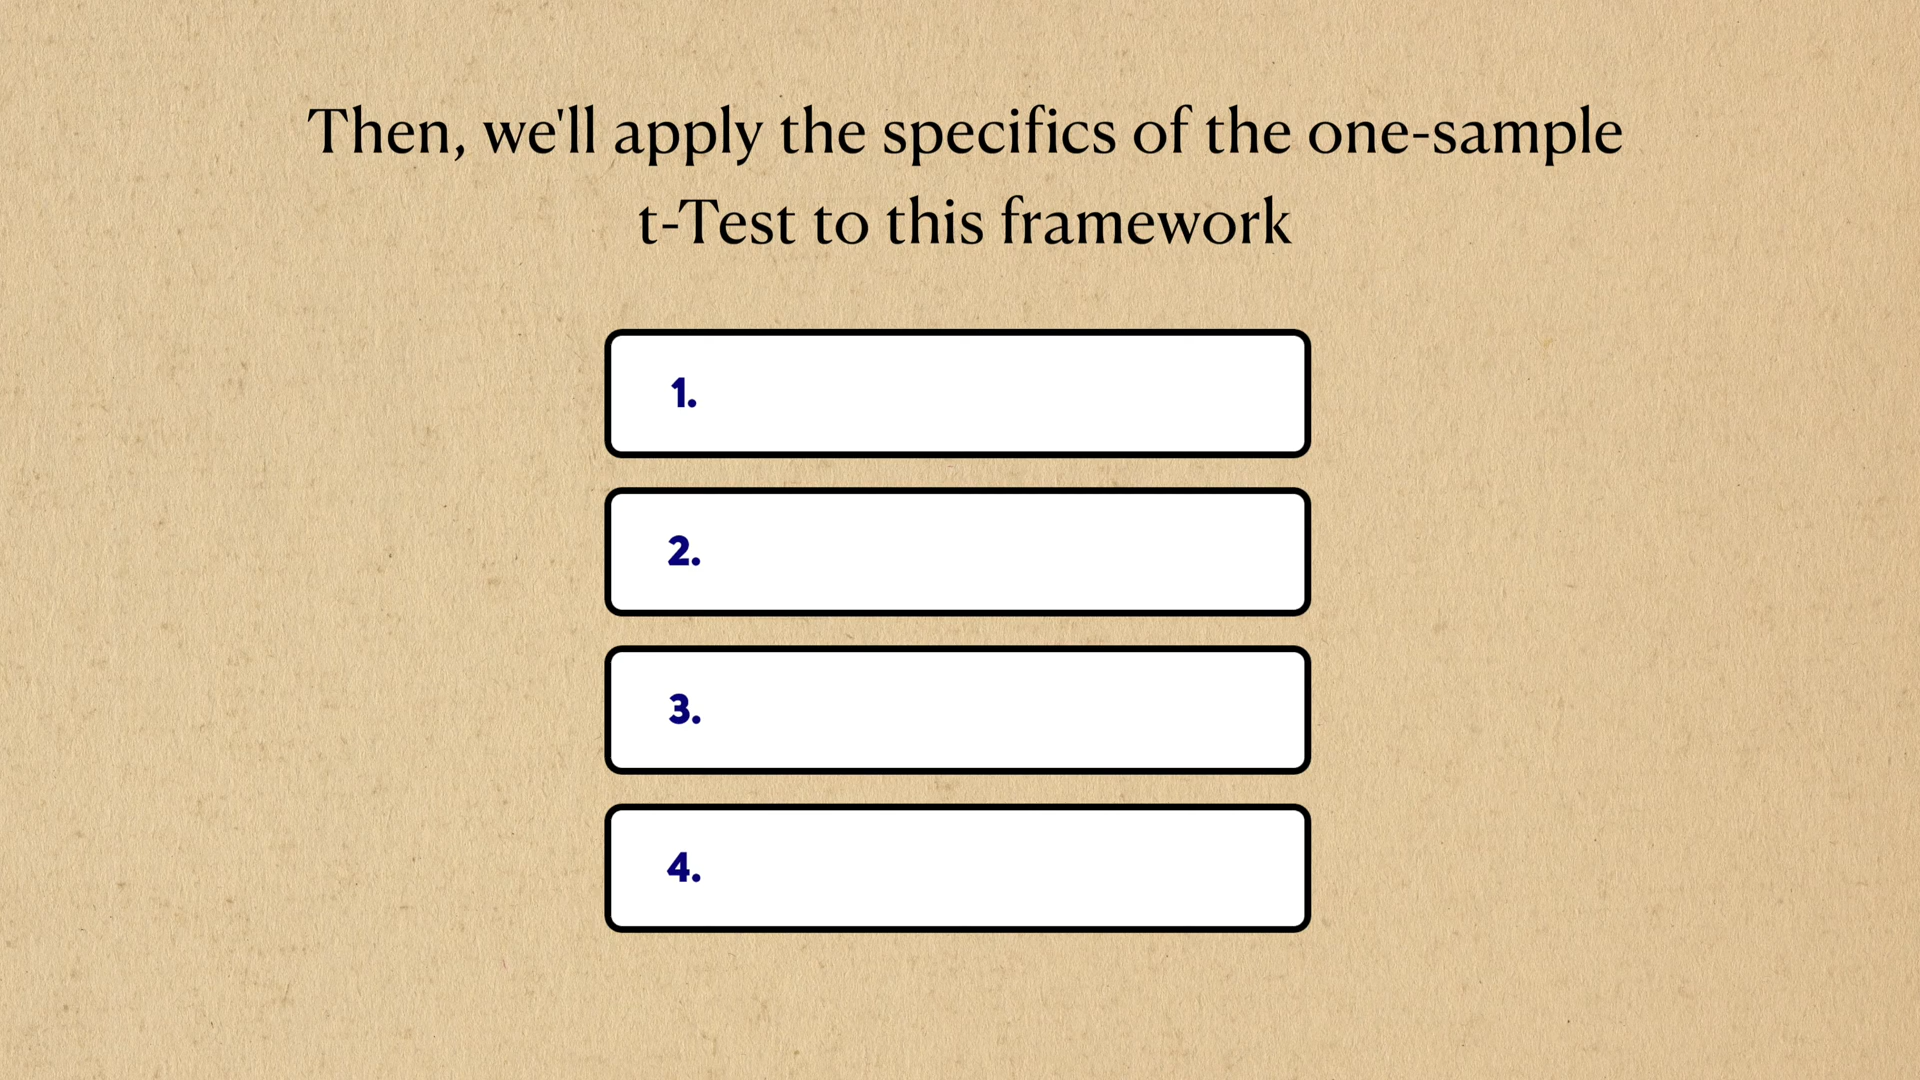 Then, we'll apply the specifics of the one-sample
t-Test to this framework
1.
2.
3.
4.